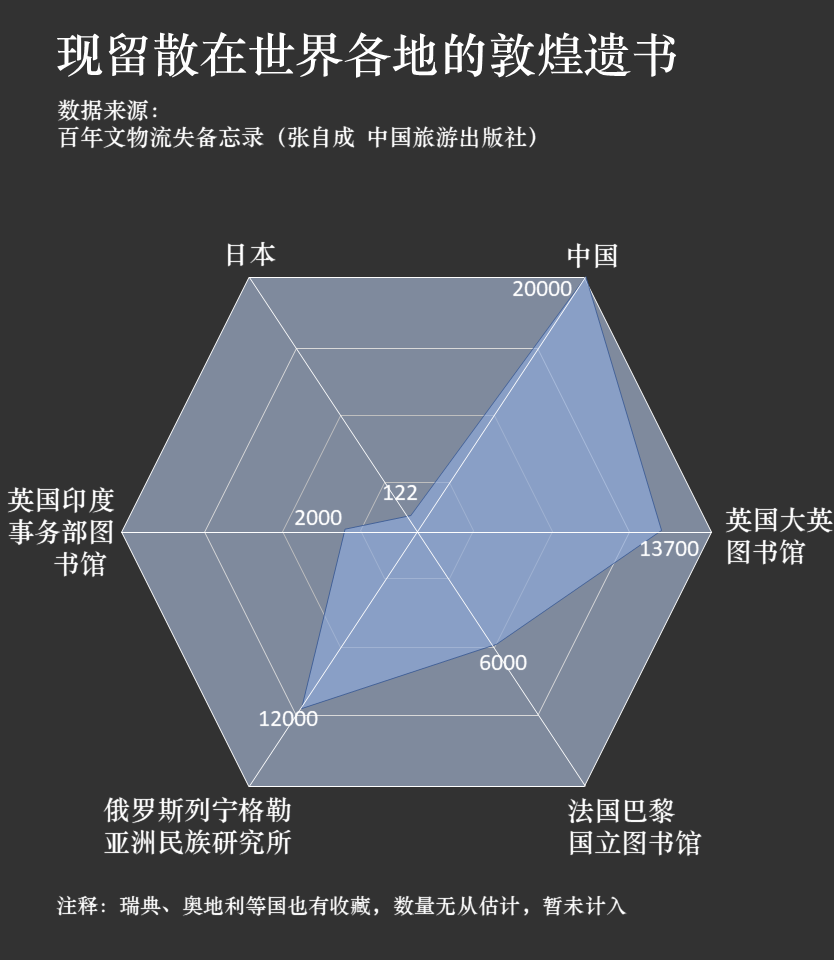 现留散在世界各地的敦煌遗书
数据来源：
百年文物流失备忘录（张自成 中国旅游出版社）
日本
中国
20000
122
英国印度
事务部图
书馆
2000
英国大英
图书馆
13700
6000
12000
俄罗斯列宁格勒
亚洲民族研究所
法国巴黎
国立图书馆
注释：瑞典、奥地利等国也有收藏，数量无从估计，暂未计入